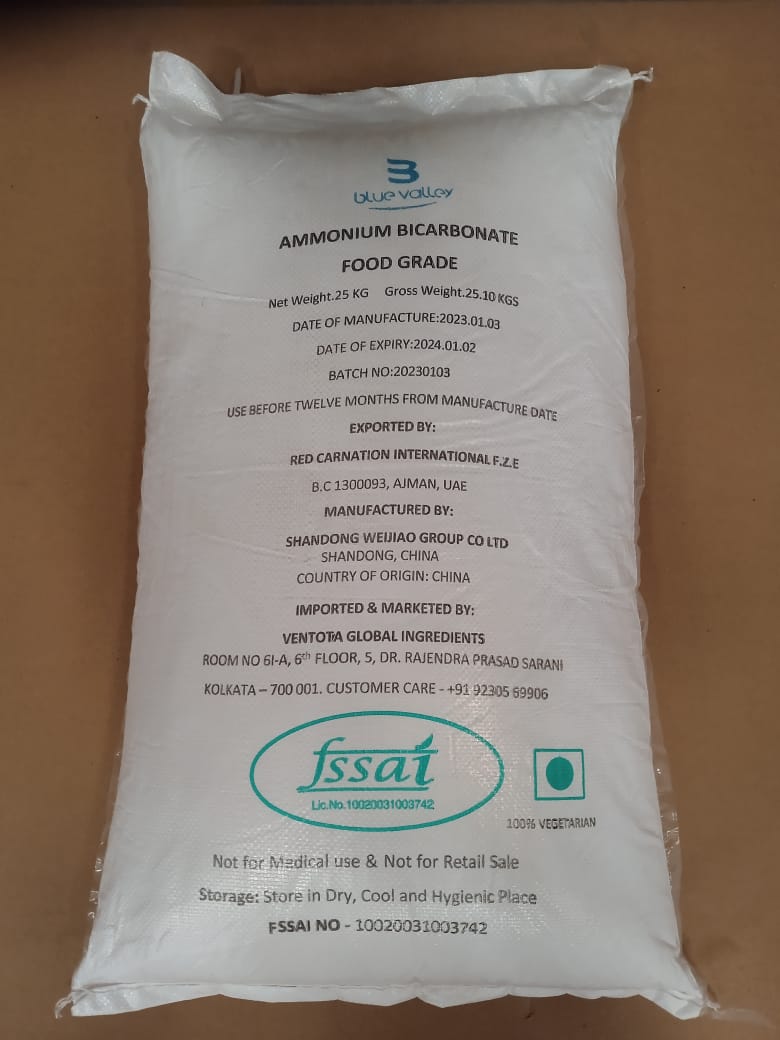 blue valley
AMMONIUM BICARBONATE
FOOD GRADE
Net Weight.25 KG Gross Weight.25.10 KGS
DATE OF MANUFACTURE:2023.01.03
DATE OF EXPIRY:2024.01.02
BATCH NO:20230103
USE BEFORE TWELVE MONTHS FROM MANUFACTURE DATE
EXPORTED BY:
RED CARNATION INTERNATIONAL F.Z.E
B.C 1300093, AJMAN, UAE
MANUFACTURED BY:
SHANDONG WEIJIAO GROUP CO LTD
SHANDONG, CHINA
COUNTRY OF ORIGIN: CHINA
IMPORTED & MARKETED BY:
VENTOTA GLOBAL INGREDIENTS
ROOM NO 6I-A, 6th FLOOR, 5, DR. RAJENDRA PRASAD SARANI
KOLKATA – 700 001. CUSTOMER CARE - +91 92305 69906
fssai
Lic.No.10020031003742
100% VEGETARIAN
Not for Medical use & Not for Retail Sale
Storage: Store in Dry, Cool and Hygienic Place
FSSAI NO - 10020031003742